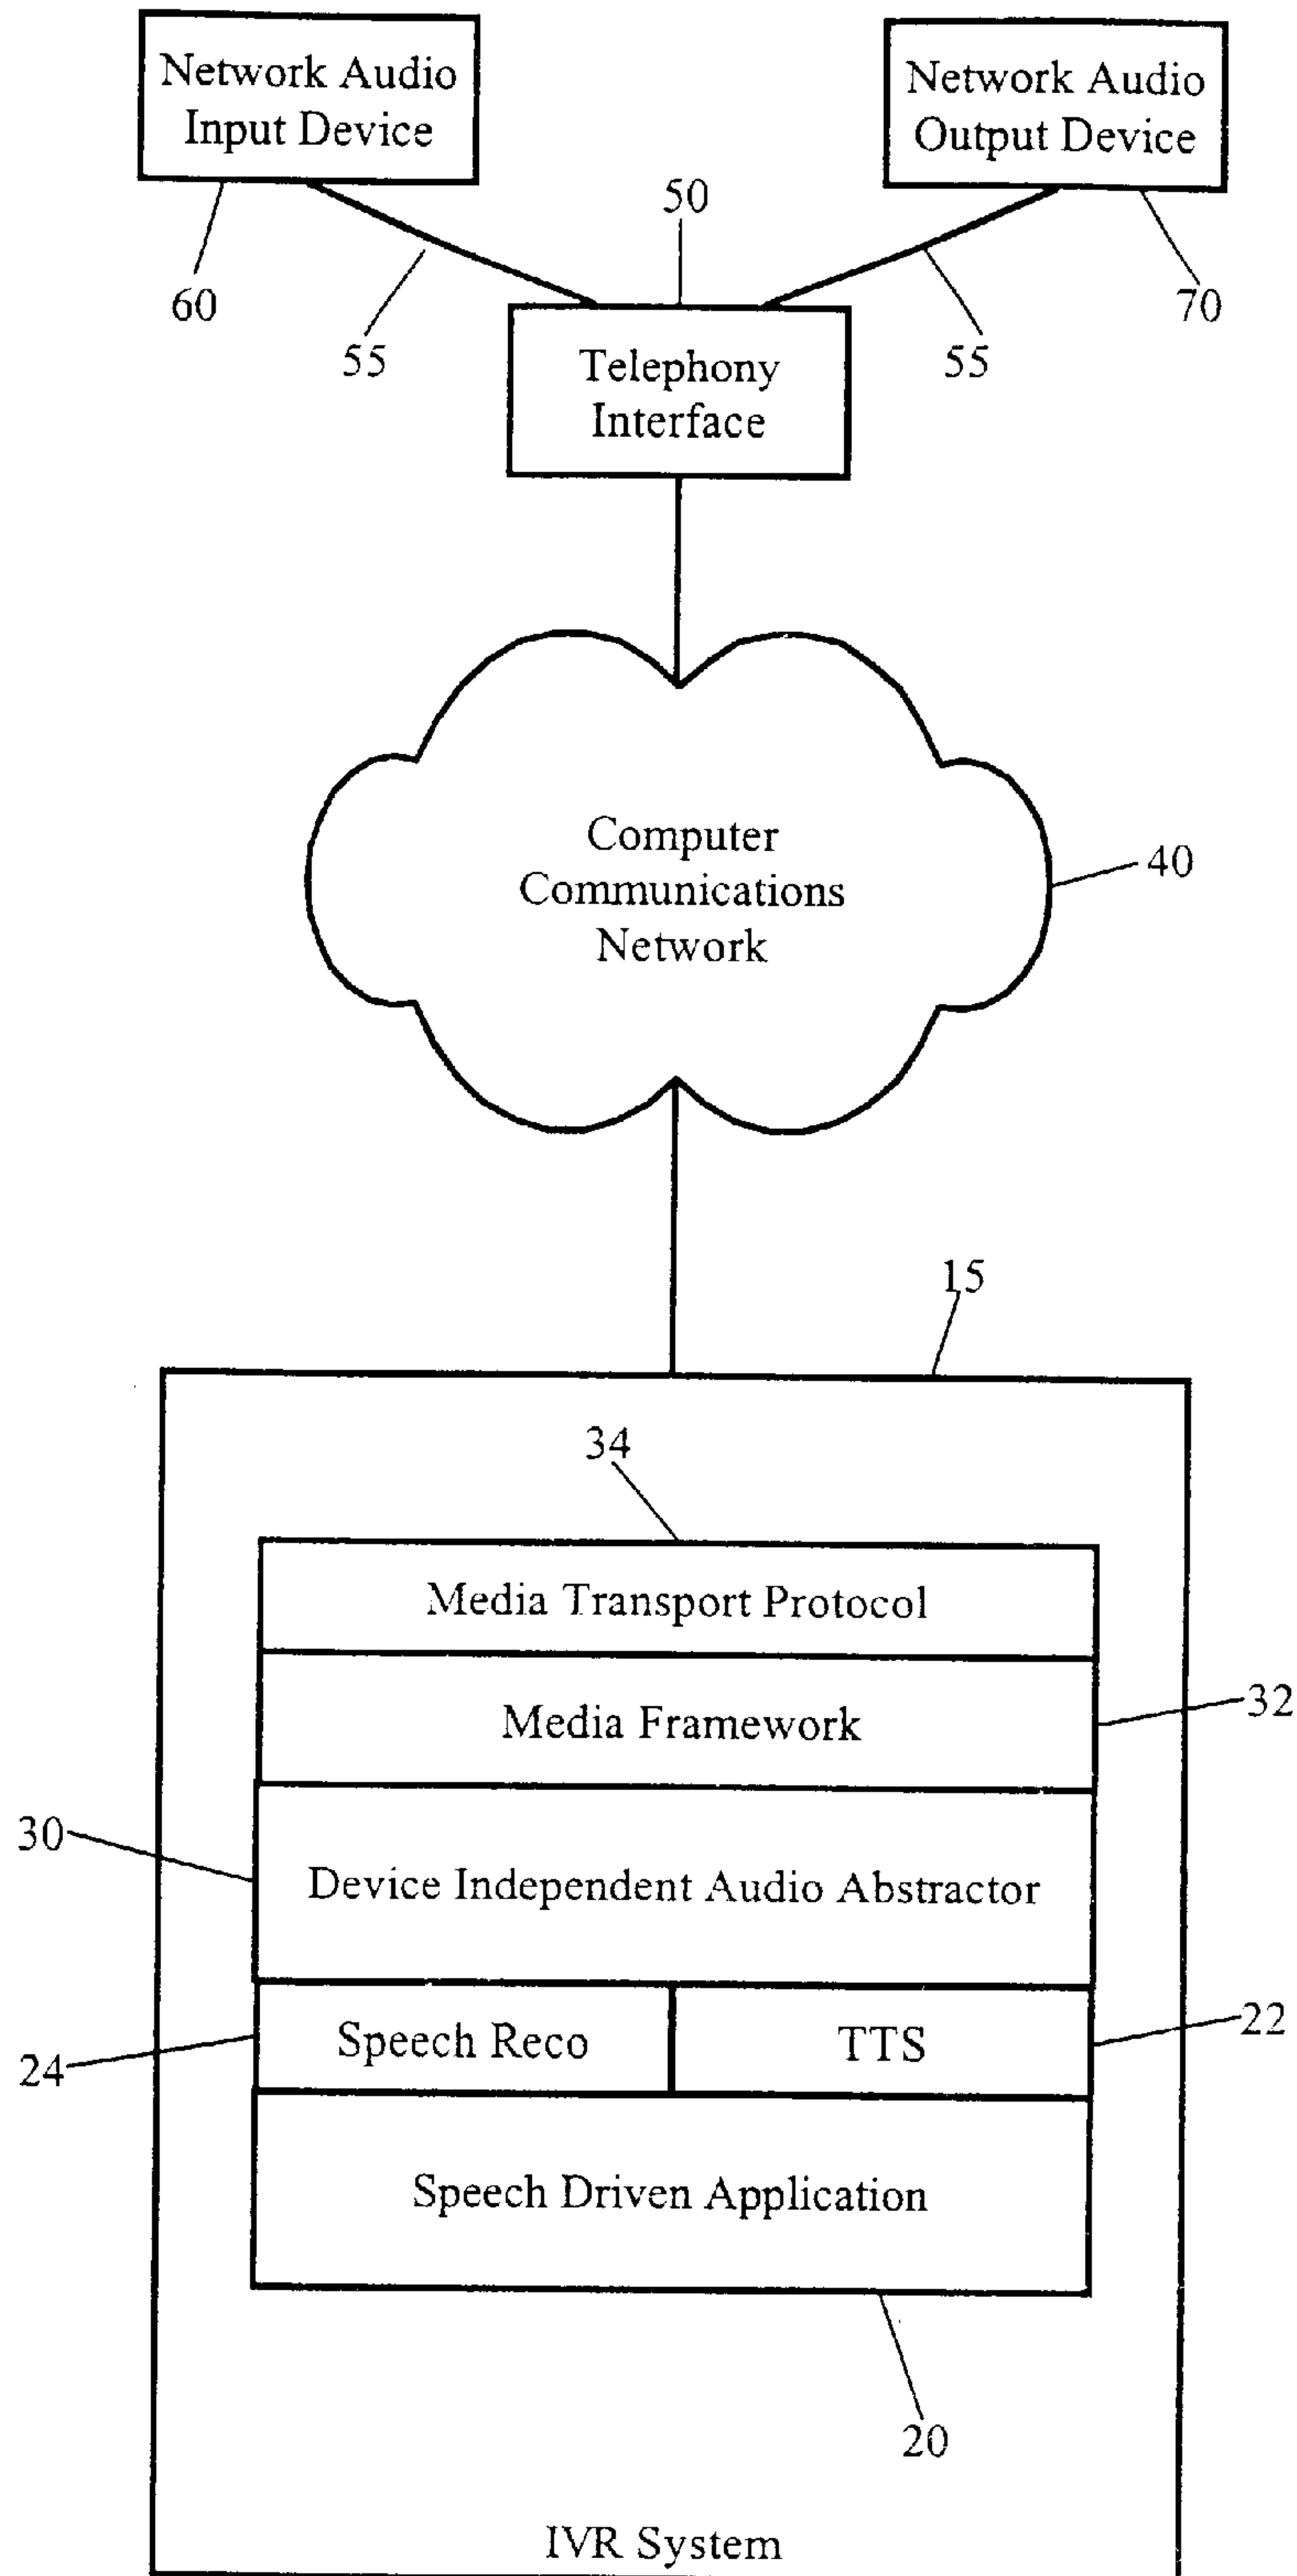 Network Audio
Input Device
Network Audio
Output Device
50
60
55
55
70
Telephony
Interface
Computer
Communications
Network
40
15
34
Media Transport Protocol
Media Framework
32
30
Device Independent Audio Abstractor
24
Speech Reco
TTS
22
Speech Driven Application
20
IVR System